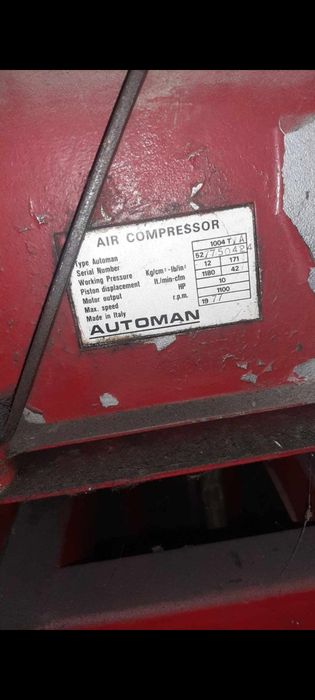 AIR COMPRESSOR
Type Automan 1004 T/A
Serial Number 52/750424
Working Pressure Kg/cm² - lb/in² 12 171
Piston displacement lt./min-cfm 1180 42
Motor output HP 10
Max. speed r.p.m. 1100
Made in Italy 1977
AUTOMAN